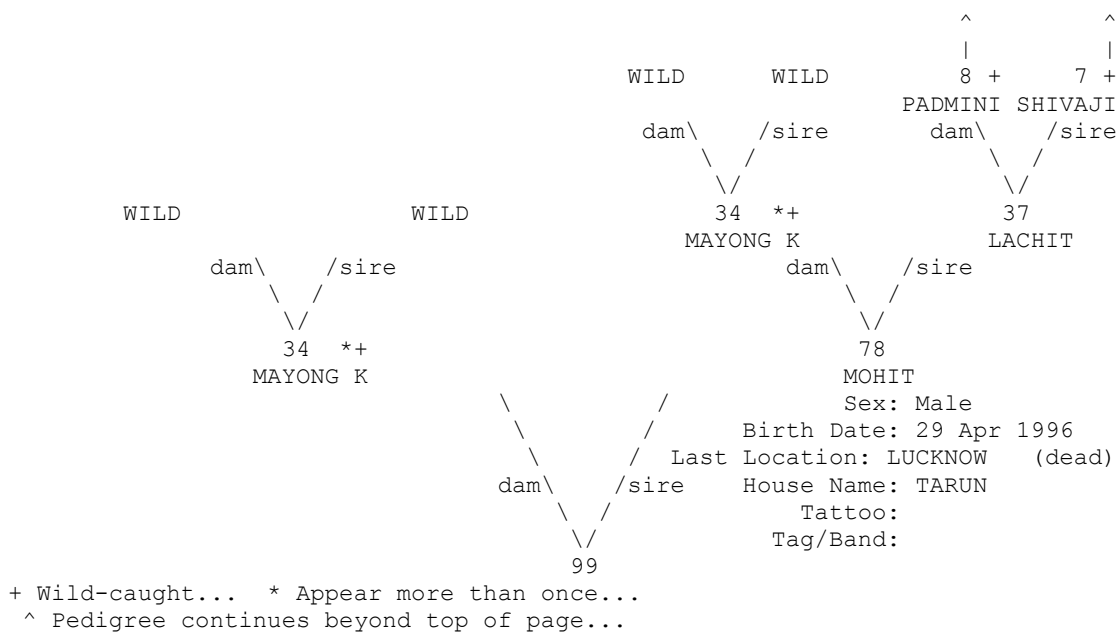 ^ ^
| |
WILD WILD 8 + 7 +
PADMINI SHIVAJI
dam\ /sire dam\ /sire
\ / \ /
\/ \/
WILD WILD 34 *+ 37
MAYONG K LACHIT
dam\ /sire dam\ /sire
\ / \ /
\/ \/
34 *+ 78
MAYONG K MOHIT
\ / Sex: Male
\ / Birth Date: 29 Apr 1996
\ / Last Location: LUCKNOW (dead)
dam\ /sire House Name: TARUN
\ / Tattoo:
\/ Tag/Band:
99
+ Wild-caught... * Appear more than once...
^ Pedigree continues beyond top of page...